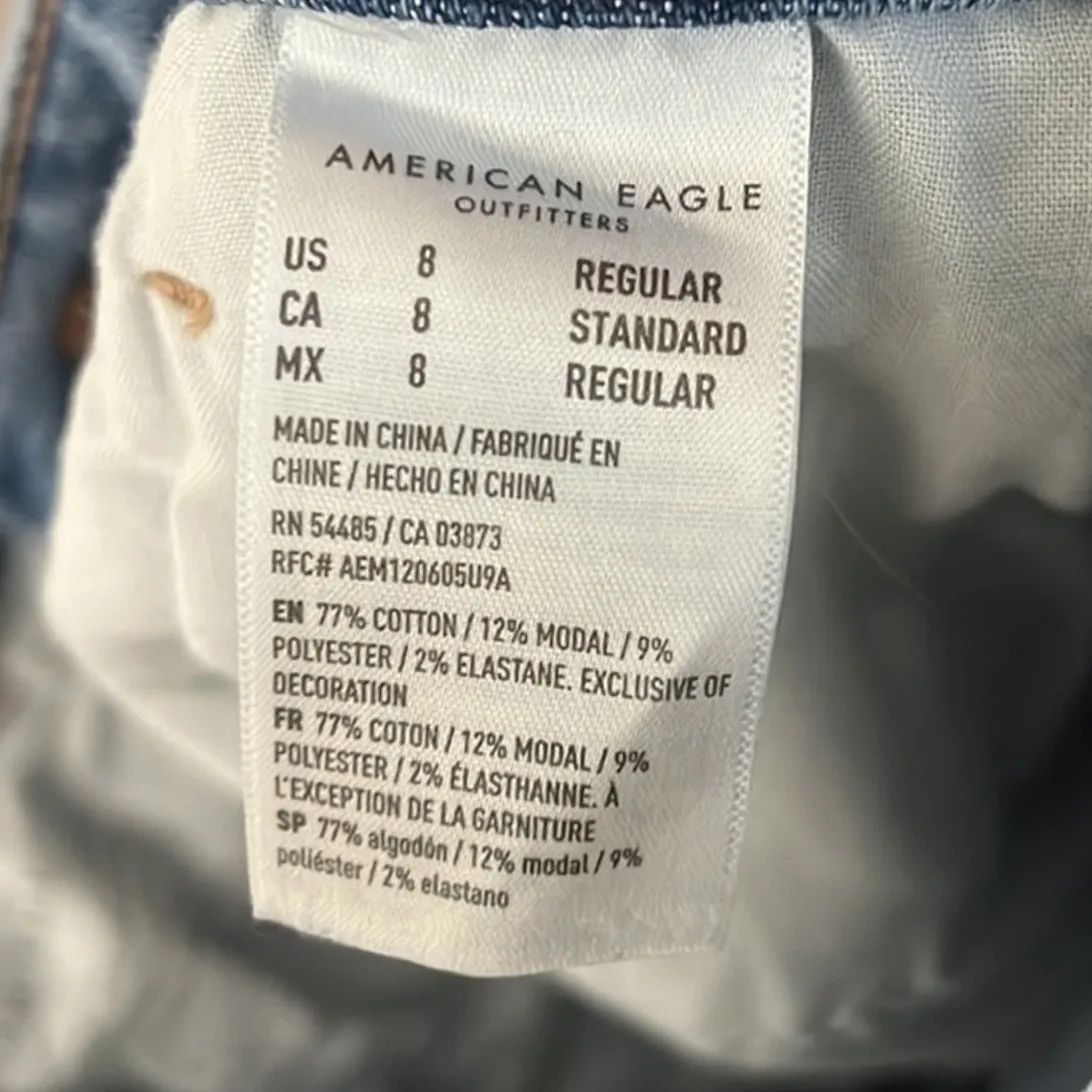 AMERICAN EAGLE
OUTFITTERS
US 8 REGULAR
CA 8 STANDARD
MX 8 REGULAR
MADE IN CHINA / FABRIQUÉ EN
CHINE / HECHO EN CHINA
RN 54485 / CA 03873
RFC# AEM120605U9A
EN 77% COTTON / 12% MODAL / 9%
POLYESTER / 2% ELASTANE. EXCLUSIVE OF
DECORATION
FR 77% COTON / 12% MODAL / 9%
POLYESTER / 2% ÉLASTHANNE. À
L'EXCEPTION DE LA GARNITURE
SP 77% algodón / 12% modal / 9%
poliéster / 2% elastano